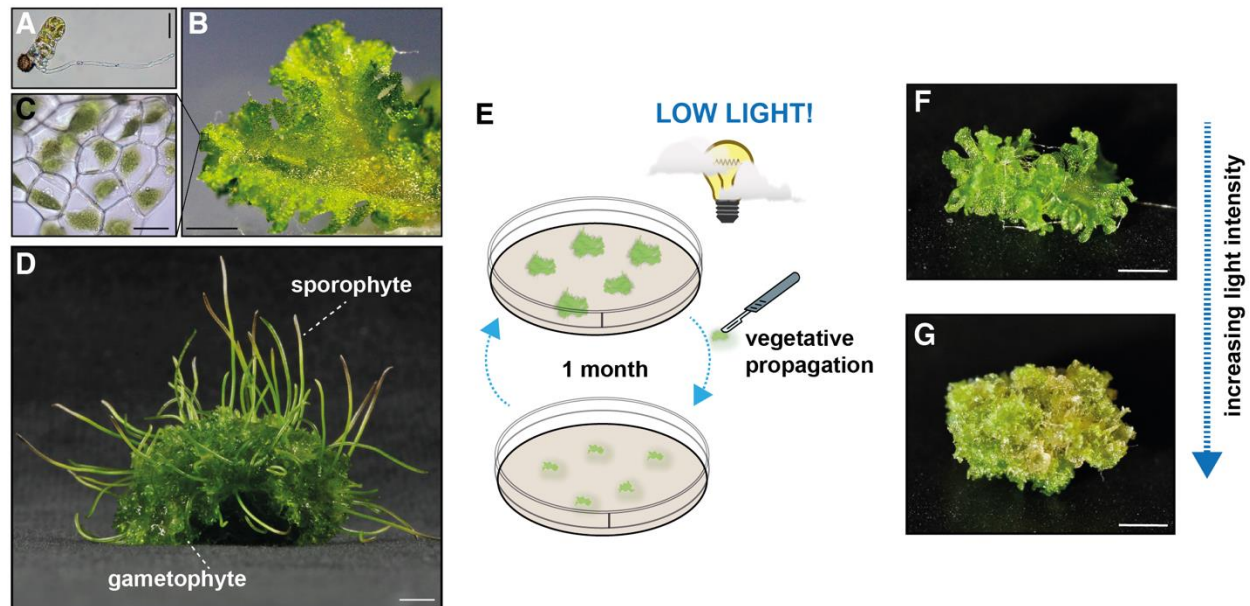 A
B
C
D
sporophyte
gametophyte
E
LOW LIGHT!
vegetative
propagation
1 month
F
G
increasing light intensity